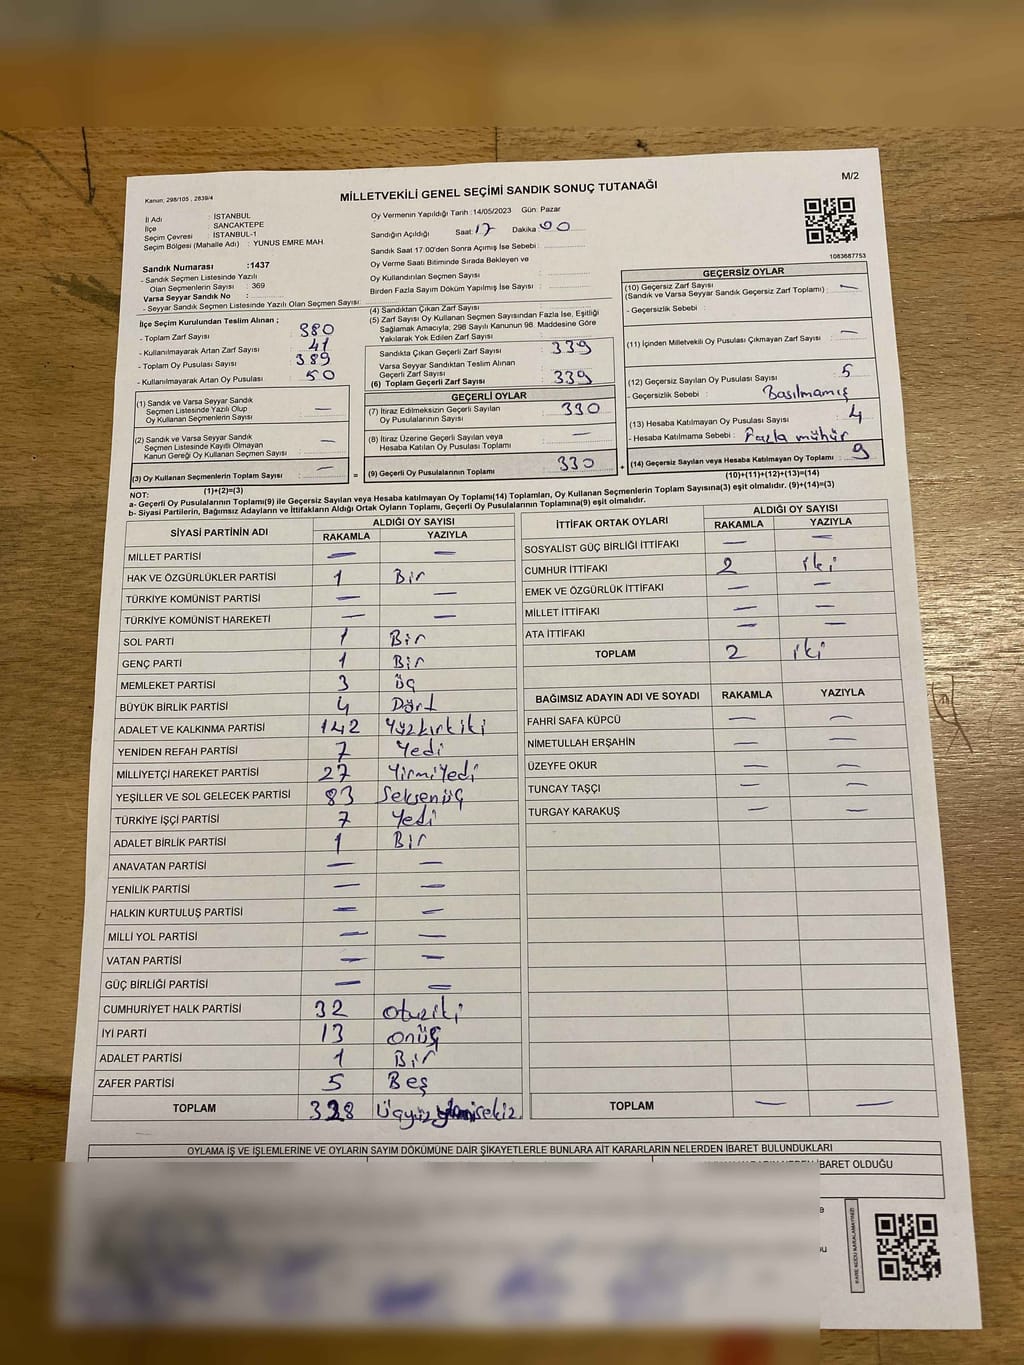 Kanun; 298/105 , 2839/4
MİLLETVEKİLİ GENEL SEÇİMİ SANDIK SONUÇ TUTANAĞI
M/2
İl Adı : İSTANBUL
İlçe : SANCAKTEPE
Seçim Çevresi : İSTANBUL-1
Seçim Bölgesi (Mahalle Adı) : YUNUS EMRE MAH.
Sandık Numarası :1437
- Sandık Seçmen Listesinde Yazılı
Olan Seçmenlerin Sayısı : 369
Varsa Seyyar Sandık No :
- Seyyar Sandık Seçmen Listesinde Yazılı Olan Seçmen Sayısı:
Oy Vermenin Yapıldığı Tarih :14/05/2023 Gün: Pazar
Sandığın Açıldığı Saat: 17 Dakika: 00
Sandık Saat 17:00'den Sonra Açımış İse Sebebi :
Oy Verme Saati Bitiminde Sırada Bekleyen ve
Oy Kullandırılan Seçmen Sayısı :
Birden Fazla Sayım Döküm Yapılmış İse Sayısı :
1083687753
İlçe Seçim Kurulundan Teslim Alınan ;
- Toplam Zarf Sayısı : 380
- Kullanılmayarak Artan Zarf Sayısı : 41
- Toplam Oy Pusulası Sayısı : 389
- Kullanılmayarak Artan Oy Pusulası : 50
(1) Sandık ve Varsa Seyyar Sandık
Seçmen Listesinde Yazılı Olup
Oy Kullanan Seçmenlerin Sayısı : —
(2) Sandık ve Varsa Seyyar Sandık
Seçmen Listesinde Kayıtlı Olmayan
Kanun Gereği Oy Kullanan Seçmen Sayısı : —
(3) Oy Kullanan Seçmenlerin Toplam Sayısı : —
(1)+(2)=(3)
(4) Sandıktan Çıkan Zarf Sayısı :
(5) Zarf Sayısı Oy Kullanan Seçmen Sayısından Fazla İse, Eşitliği
Sağlamak Amacıyla, 298 Sayılı Kanunun 98. Maddesine Göre
Yakılarak Yok Edilen Zarf Sayısı :
Sandıkta Çıkan Geçerli Zarf Sayısı : 339
Varsa Seyyar Sandıktan Teslim Alınan
Geçerli Zarf Sayısı :
(6) Toplam Geçerli Zarf Sayısı : 339
GEÇERLİ OYLAR
(7) İtiraz Edilmeksizin Geçerli Sayılan
Oy Pusulalarının Sayısı : 330
(8) İtiraz Üzerine Geçerli Sayılan veya
Hesaba Katılan Oy Pusulası Toplamı : —
= (9) Geçerli Oy Pusulalarının Toplamı : 330 +
GEÇERSİZ OYLAR
(10) Geçersiz Zarf Sayısı
(Sandık ve Varsa Seyyar Sandık Geçersiz Zarf Toplamı) : —
- Geçersizlik Sebebi :
(11) İçinden Milletvekili Oy Pusulası Çıkmayan Zarf Sayısı : —
(12) Geçersiz Sayılan Oy Pusulası Sayısı : 5
- Geçersizlik Sebebi : Basılmamış
(13) Hesaba Katılmayan Oy Pusulası Sayısı : 4
- Hesaba Katılmama Sebebi : Fazla mühür
(14) Geçersiz Sayılan veya Hesaba Katılmayan Oy Toplamı : 9
(10)+(11)+(12)+(13)=(14)
NOT:
a- Geçerli Oy Pusulalarının Toplamı(9) ile Geçersiz Sayılan veya Hesaba katılmayan Oy Toplamı(14) Toplamları, Oy Kullanan Seçmenlerin Toplam Sayısına(3) eşit olmalıdır. (9)+(14)=(3)
b- Siyasi Partilerin, Bağımsız Adayların ve İttifakların Aldığı Ortak Oyların Toplamı, Geçerli Oy Pusulalarının Toplamına(9) eşit olmalıdır.
SİYASİ PARTİNİN ADI ALDIĞI OY SAYISI
RAKAMLA YAZIYLA
MİLLET PARTİSİ — —
HAK VE ÖZGÜRLÜKLER PARTİSİ 1 Bir
TÜRKİYE KOMÜNİST PARTİSİ — —
TÜRKİYE KOMÜNİST HAREKETİ — —
SOL PARTİ 1 Bir
GENÇ PARTİ 1 Bir
MEMLEKET PARTİSİ 3 üç
BÜYÜK BİRLİK PARTİSİ 4 Dört
ADALET VE KALKINMA PARTİSİ 142 Yüzkırkiki
YENİDEN REFAH PARTİSİ 7 Yedi
MİLLİYETÇİ HAREKET PARTİSİ 27 YirmiYedi
YEŞİLLER VE SOL GELECEK PARTİSİ 83 Seksenüç
TÜRKİYE İŞÇİ PARTİSİ 7 Yedi
ADALET BİRLİK PARTİSİ 1 Bir
ANAVATAN PARTİSİ — —
YENİLİK PARTİSİ — —
HALKIN KURTULUŞ PARTİSİ — —
MİLLİ YOL PARTİSİ — —
VATAN PARTİSİ — —
GÜÇ BİRLİĞİ PARTİSİ — —
CUMHURİYET HALK PARTİSİ 32 otuziki
İYİ PARTİ 13 onüç
ADALET PARTİSİ 1 Bir
ZAFER PARTİSİ 5 Beş
TOPLAM 328
İTTİFAK ORTAK OYLARI ALDIĞI OY SAYISI
RAKAMLA YAZIYLA
SOSYALİST GÜÇ BİRLİĞİ İTTİFAKI — —
CUMHUR İTTİFAKI 2 iki
EMEK VE ÖZGÜRLÜK İTTİFAKI — —
MİLLET İTTİFAKI — —
ATA İTTİFAKI — —
TOPLAM 2 iki
BAĞIMSIZ ADAYIN ADI VE SOYADI RAKAMLA YAZIYLA
FAHRİ SAFA KÜPCÜ — —
NİMETULLAH ERŞAHİN — —
ÜZEYFE OKUR — —
TUNCAY TAŞÇI — —
TURGAY KARAKUŞ — —
TOPLAM — —
OYLAMA İŞ VE İŞLEMLERİNE VE OYLARIN SAYIM DÖKÜMÜNE DAİR ŞİKAYETLERLE BUNLARA AİT KARARLARIN NELERDEN İBARET BULUNDUKLARI
İBARET OLDUĞU